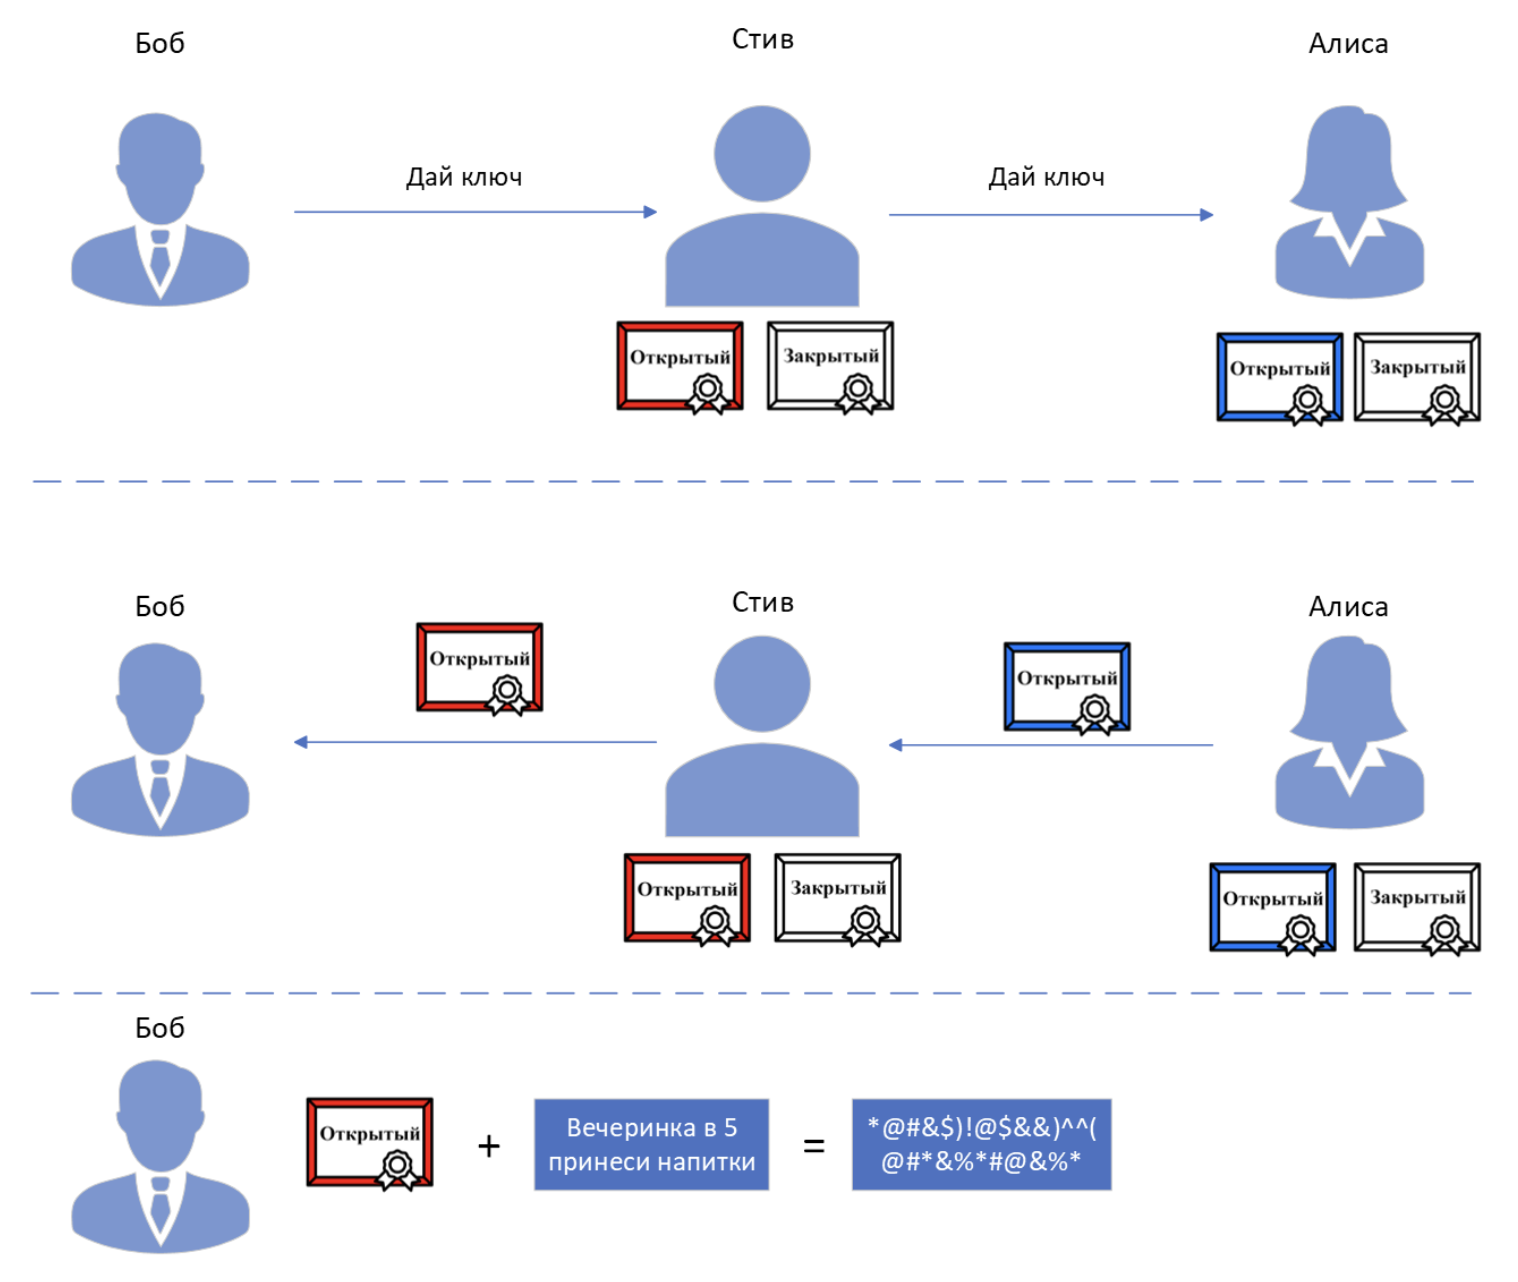 Боб
Стив
Алиса
Дай ключ
Дай ключ
Открытый
Закрытый
Открытый
Закрытый
Боб
Стив
Алиса
Открытый
Открытый
Открытый
Закрытый
Открытый
Закрытый
Боб
Открытый
+
Вечеринка в 5
принеси напитки
=
*@#&$)!@$&&)^^(
@#*&%*#@&%*